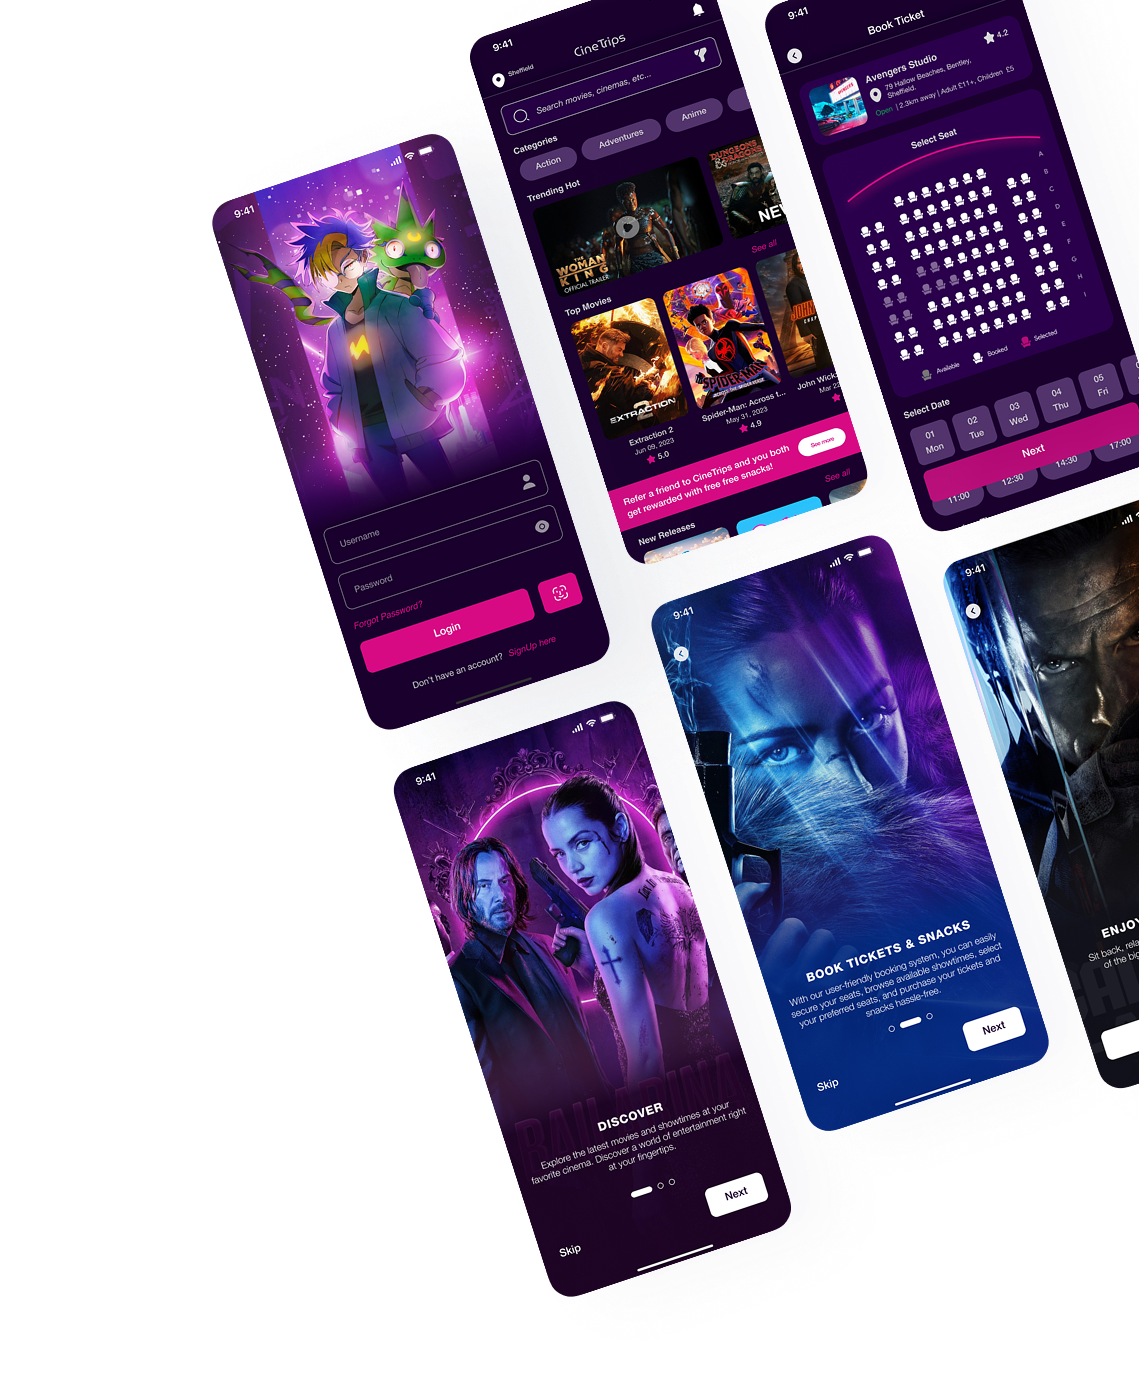 9:41
Username
Password
Forgot Password?
Login
Don't have an account? SignUp here
9:41
CineTrips
Sheffield
Search movies, cinemas, etc...
Categories
Action
Adventures
Anime
Trending Hot
THE
WOMAN
KING
OFFICIAL TRAILER
DUNGEONS
& DRAGONS
See all
Top Movies
EXTRACTION
2
SPIDER-MAN
ACROSS THE SPIDER-VERSE
Extraction 2
Jun 09, 2023
5.0
Spider-Man: Across t...
May 31, 2023
4.9
John Wick:
Mar 22
Refer a friend to CineTrips and you both
get rewarded with free free snacks!
See more
See all
New Releases
9:41
Book Ticket
Avengers Studio
4.2
79 Hallow Beaches, Bentley,
Sheffield.
Open | 2.3km away | Adult £11+, Children £5
Select Seat
A
B
C
D
E
F
G
H
I
Available
Booked
Selected
Select Date
01
Mon
02
Tue
03
Wed
04
Thu
05
Fri
Next
11:00
12:30
14:30
17:00
9:41
DISCOVER
Explore the latest movies and showtimes at your
favorite cinema. Discover a world of entertainment right
at your fingertips.
Next
Skip
9:41
BOOK TICKETS & SNACKS
With our user-friendly booking system, you can easily
secure your seats, browse available showtimes, select
your preferred seats, and purchase your tickets and
snacks hassle-free.
Next
Skip
9:41
ENJOY
Sit back, rela
of the big